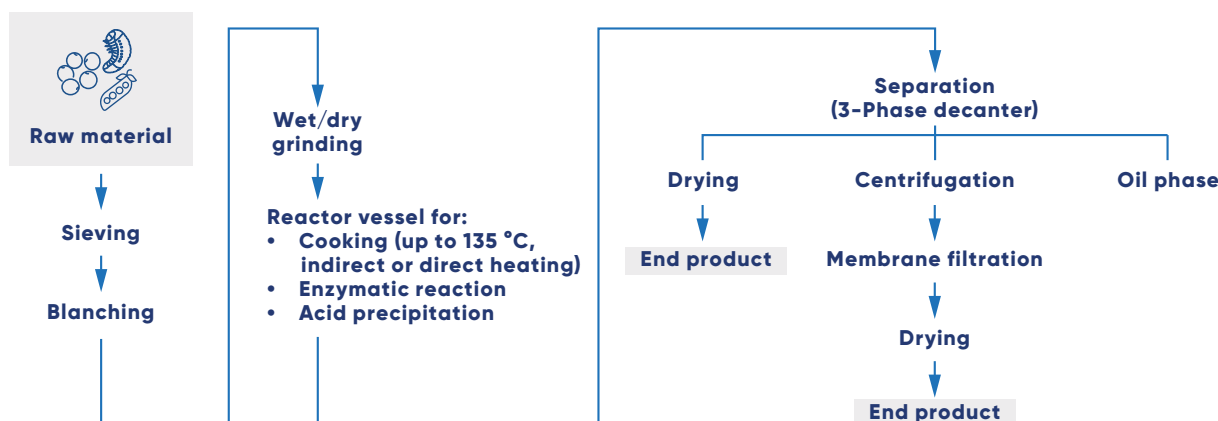 Raw material
Sieving
Blanching
Wet/dry
grinding
Reactor vessel for:
• Cooking (up to 135 °C,
indirect or direct heating)
• Enzymatic reaction
• Acid precipitation
Separation
(3-Phase decanter)
Drying
End product
Centrifugation
Membrane filtration
Drying
End product
Oil phase